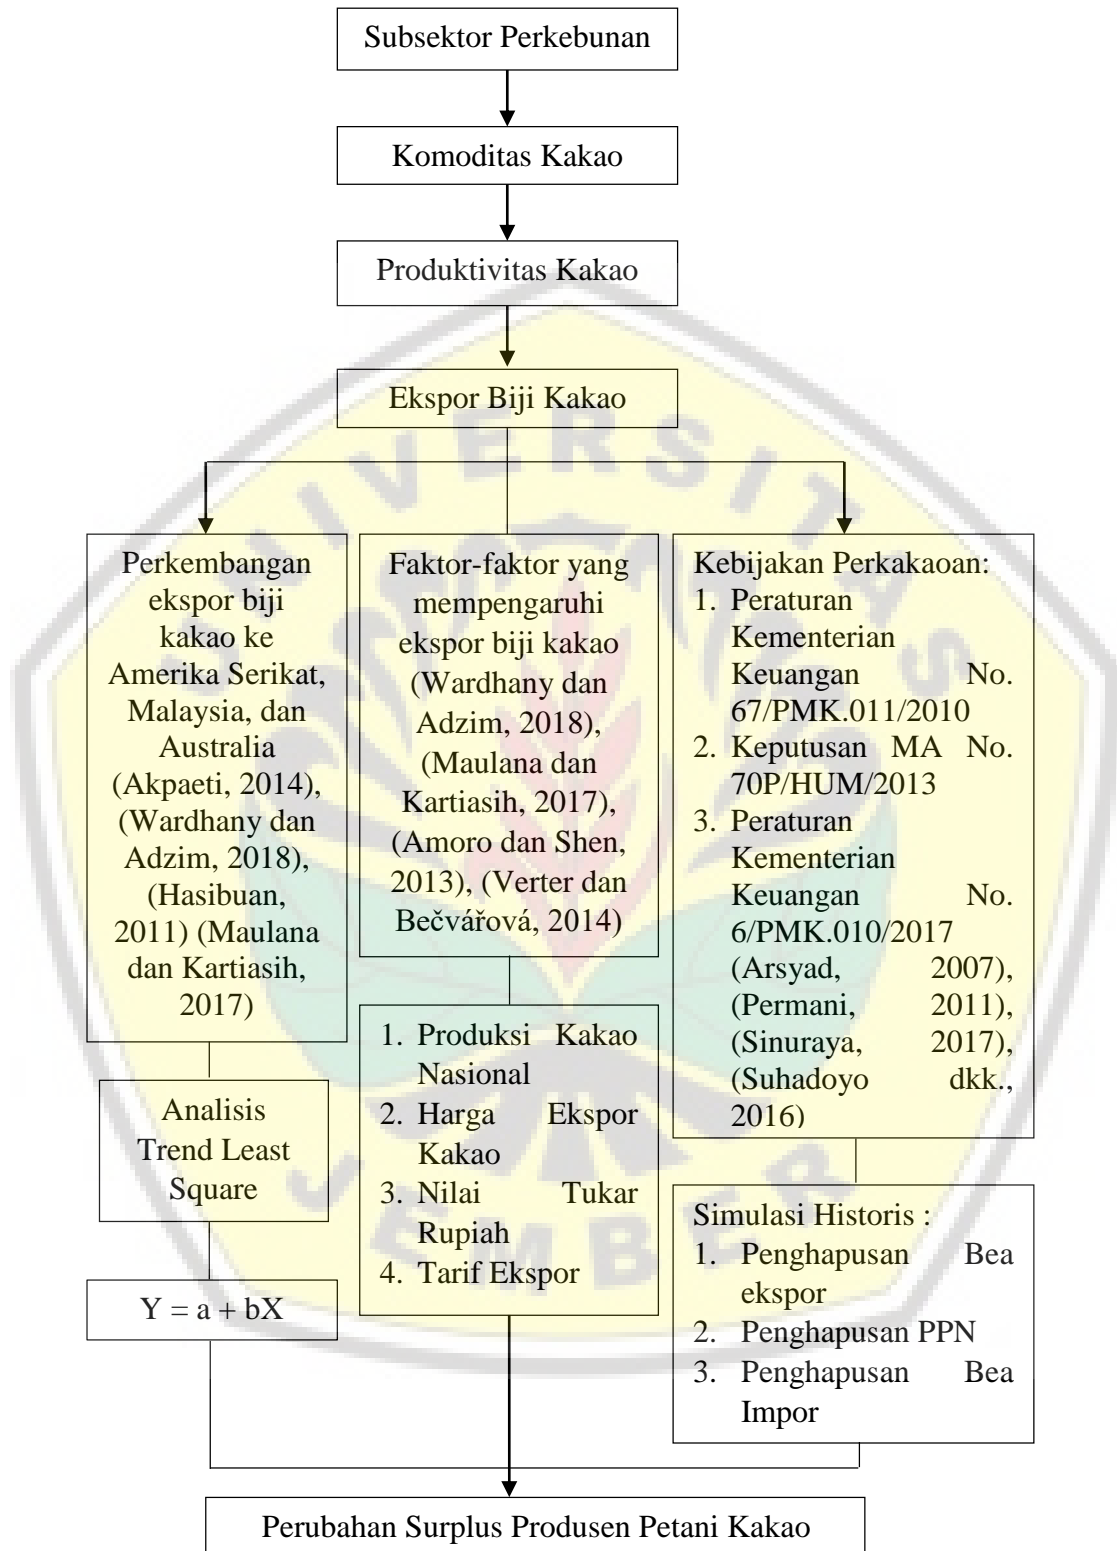 Subsektor Perkebunan
Komoditas Kakao
Produktivitas Kakao
Ekspor Biji Kakao
UNIVERSITAS
Perkembangan
ekspor biji
kakao ke
Amerika Serikat,
Malaysia, dan
Australia
(Akpaeti, 2014),
(Wardhany dan
Adzim, 2018),
(Hasibuan,
2011) (Maulana
dan Kartiasih,
2017)
Faktor-faktor yang
mempengaruhi
ekspor biji kakao
(Wardhany dan
Adzim, 2018),
(Maulana dan
Kartiasih, 2017),
(Amoro dan Shen,
2013), (Verter dan
Bečvářová, 2014)
Kebijakan Perkakaoan:
1. Peraturan
Kementerian
Keuangan No.
67/PMK.011/2010
2. Keputusan MA No.
70P/HUM/2013
3. Peraturan
Kementerian
Keuangan No.
6/PMK.010/2017
(Arsyad, 2007),
(Permani, 2011),
(Sinuraya, 2017),
(Suhadoyo dkk.,
2016)
Analisis
Trend Least
Square
1. Produksi Kakao
Nasional
2. Harga Ekspor
Kakao
3. Nilai Tukar
Rupiah
4. Tarif Ekspor
Simulasi Historis :
1. Penghapusan Bea
ekspor
2. Penghapusan PPN
3. Penghapusan Bea
Impor
Y = a + bX
JEMBER
Perubahan Surplus Produsen Petani Kakao